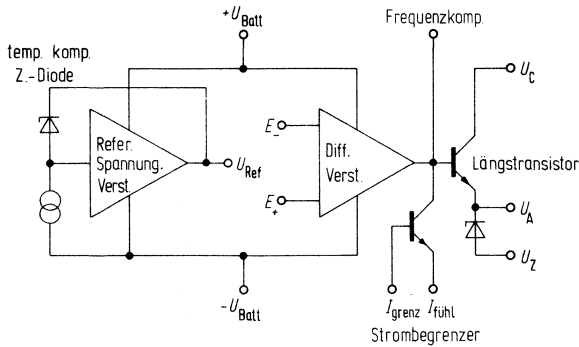 +U_Batt
Frequenzkomp.
temp. komp.
Z.-Diode
U_C
Refer.
Spannung.
Verst.
U_Ref
E_-
E_+
Diff.
Verst.
Längstransistor
U_A
U_Z
-U_Batt
I_grenz I_fühl
Strombegrenzer